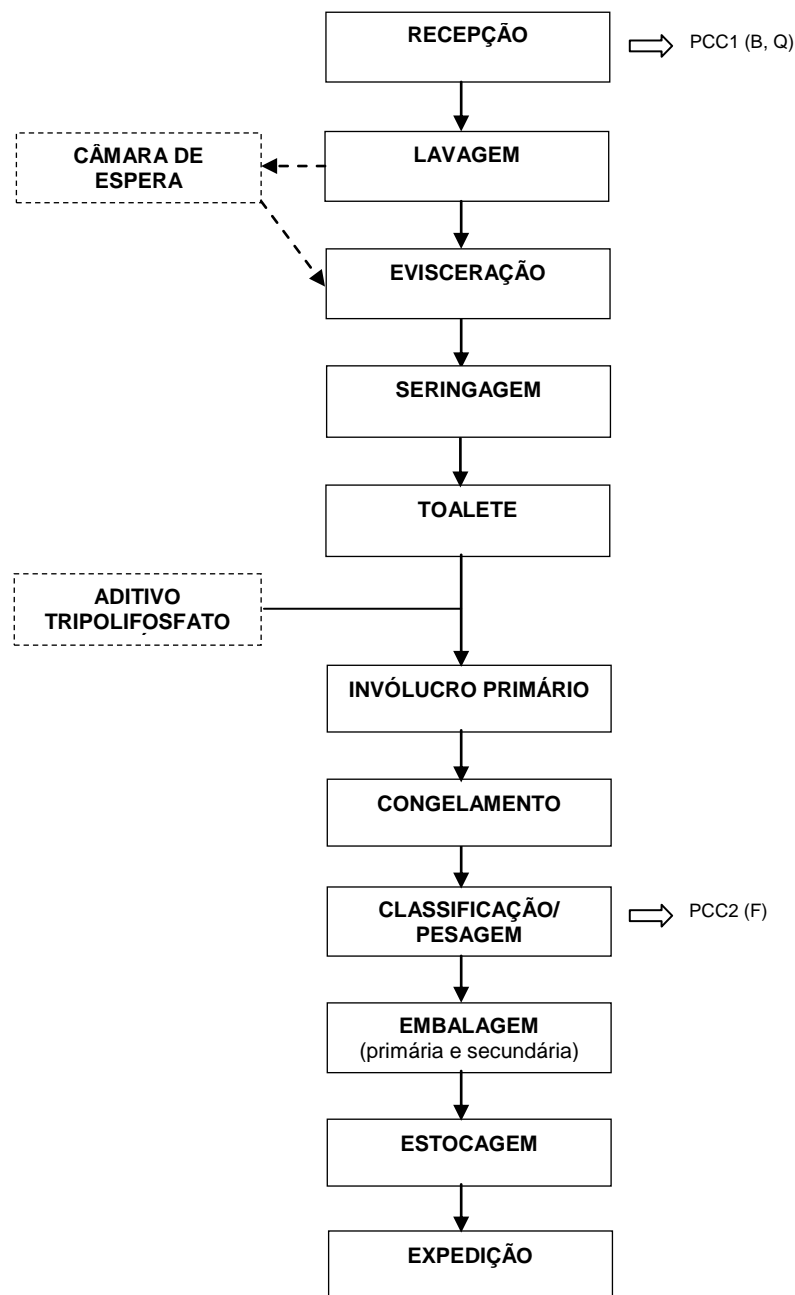 RECEPÇÃO
PCC1 (B, Q)
LAVAGEM
CÂMARA DE
ESPERA
EVISCERAÇÃO
SERINGAGEM
TOALETE
ADITIVO
TRIPOLIFOSFATO
INVÓLUCRO PRIMÁRIO
CONGELAMENTO
CLASSIFICAÇÃO/
PESAGEM
PCC2 (F)
EMBALAGEM
(primária e secundária)
ESTOCAGEM
EXPEDIÇÃO